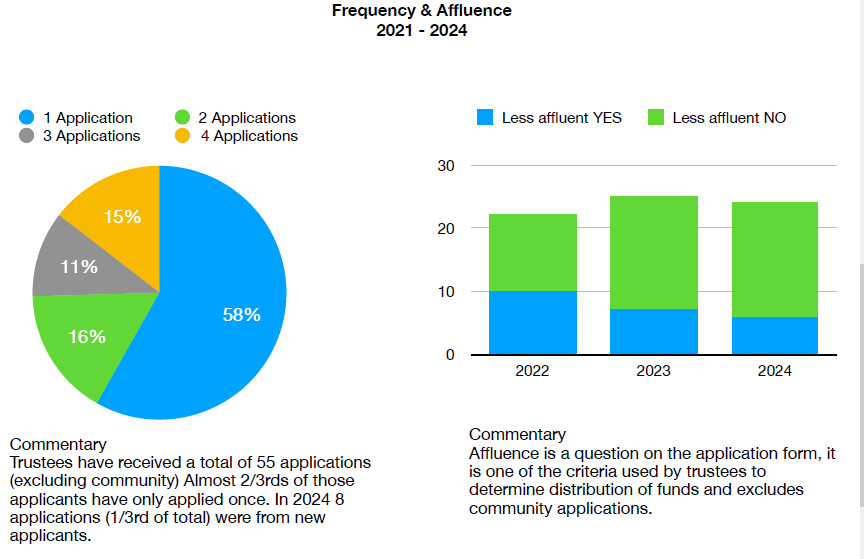 Frequency & Affluence
2021 - 2024
1 Application
2 Applications
3 Applications
4 Applications
15%
11%
58%
16%
Commentary
Trustees have received a total of 55 applications
(excluding community) Almost 2/3rds of those
applicants have only applied once. In 2024 8
applications (1/3rd of total) were from new
applicants.
Less affluent YES
Less affluent NO
30
20
10
0
2022
2023
2024
Commentary
Affluence is a question on the application form, it
is one of the criteria used by trustees to
determine distribution of funds and excludes
community applications.